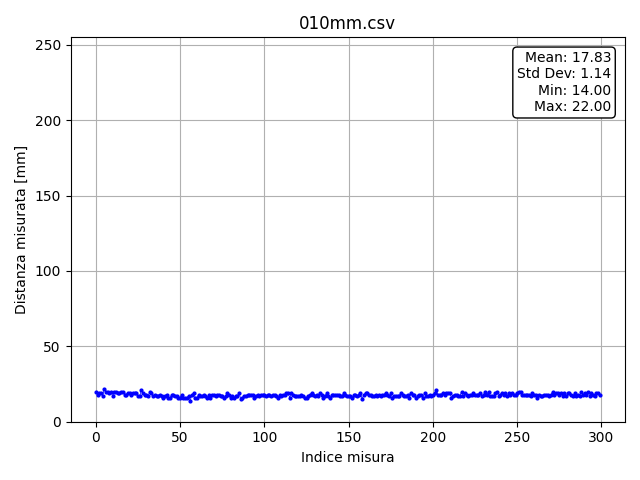 010mm.csv
Mean: 17.83
Std Dev: 1.14
Min: 14.00
Max: 22.00
250
200
150
100
50
0
Distanza misurata [mm]
0 50 100 150 200 250 300
Indice misura